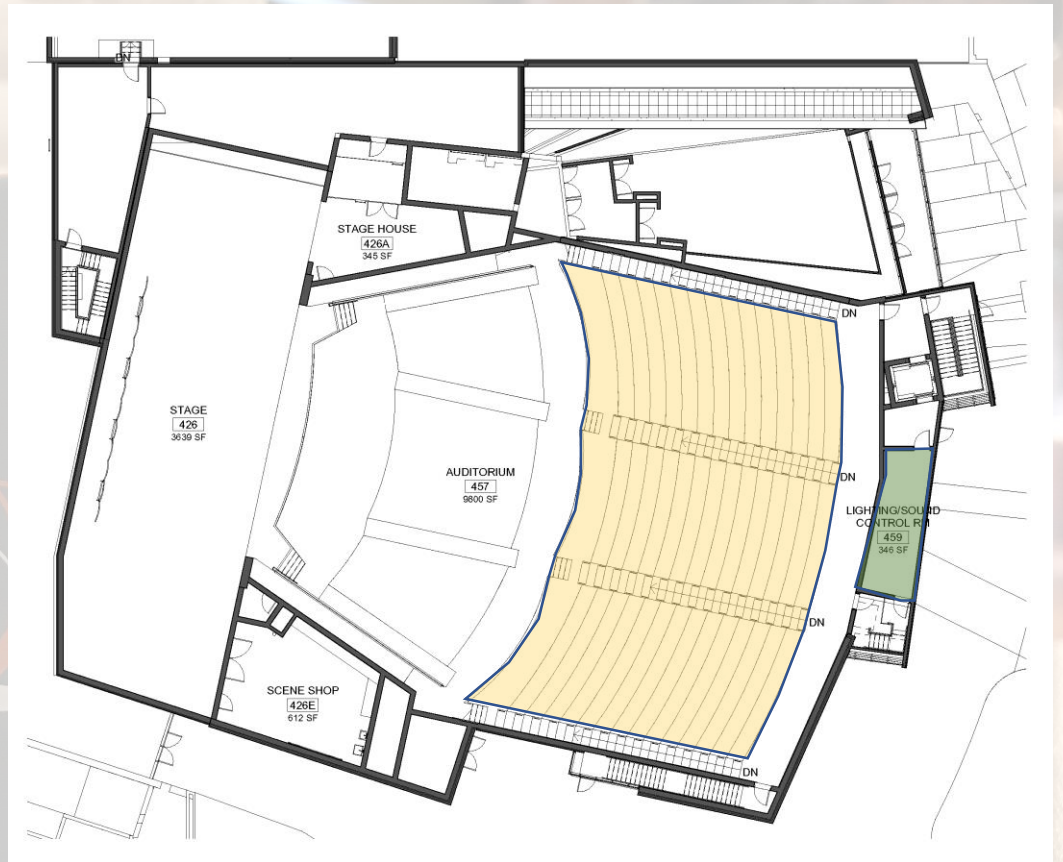 DN
STAGE HOUSE
426A
345 SF
DN
STAGE
426
3639 SF
AUDITORIUM
457
9800 SF
DN
LIGHTING/SOUND
CONTROL RM
459
346 SF
DN
SCENE SHOP
426E
612 SF
DN